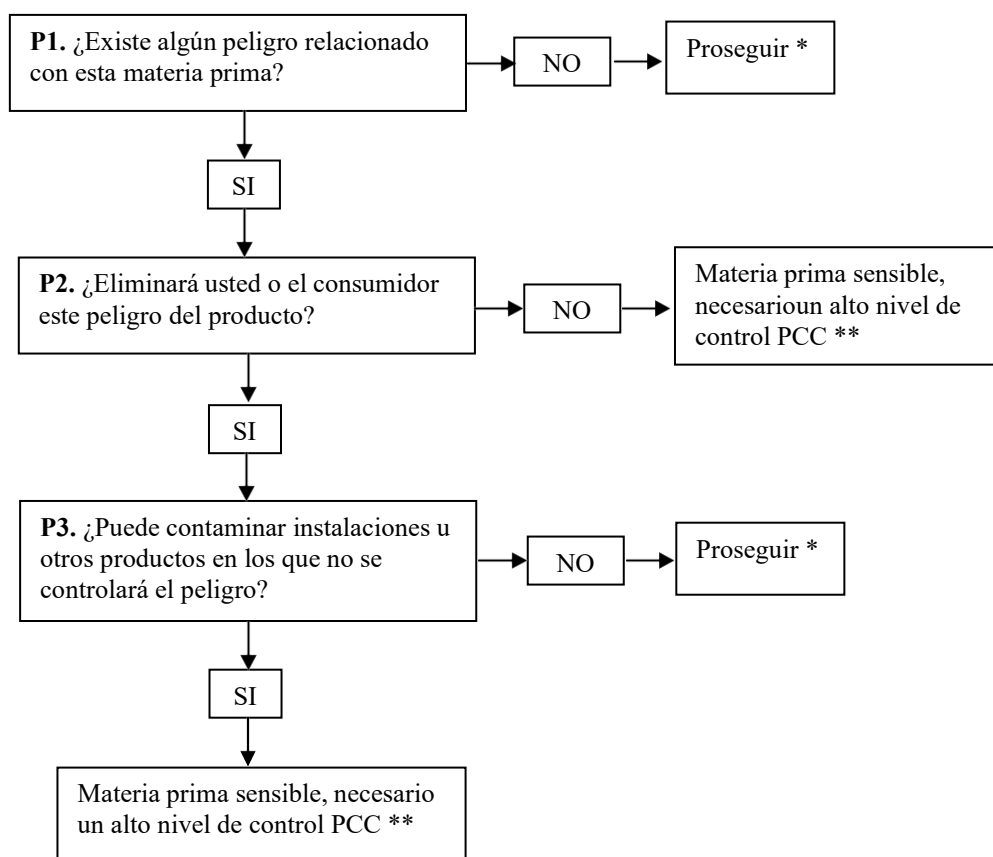 P1. ¿Existe algún peligro relacionado
con esta materia prima?
NO
Proseguir *
SI
P2. ¿Eliminará usted o el consumidor
este peligro del producto?
NO
Materia prima sensible,
necesarioun alto nivel de
control PCC **
SI
P3. ¿Puede contaminar instalaciones u
otros productos en los que no se
controlará el peligro?
NO
Proseguir *
SI
Materia prima sensible, necesario
un alto nivel de control PCC **